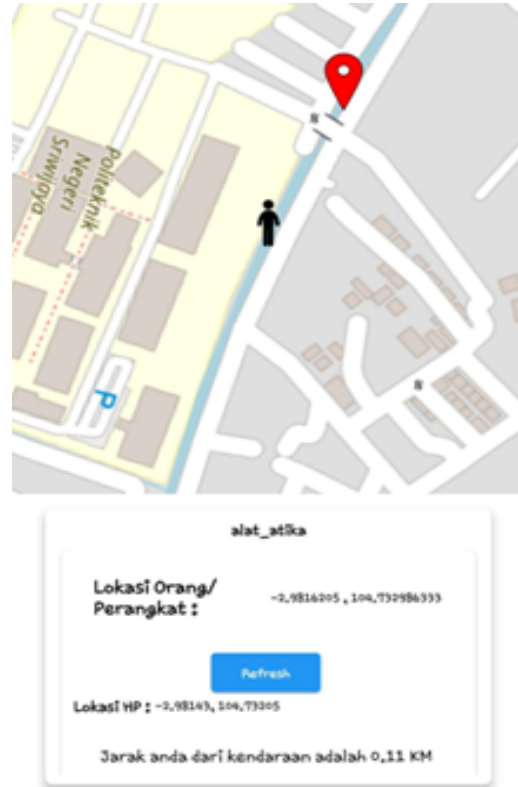 Politeknik
Negeri
Sriwijaya
P
alat_atika
Lokasi Orang/
Perangkat :
-2,9816205 , 104,732986333
Refresh
Lokasi HP : -2,98143, 104,73205
Jarak anda dari kendaraan adalah 0,11 KM